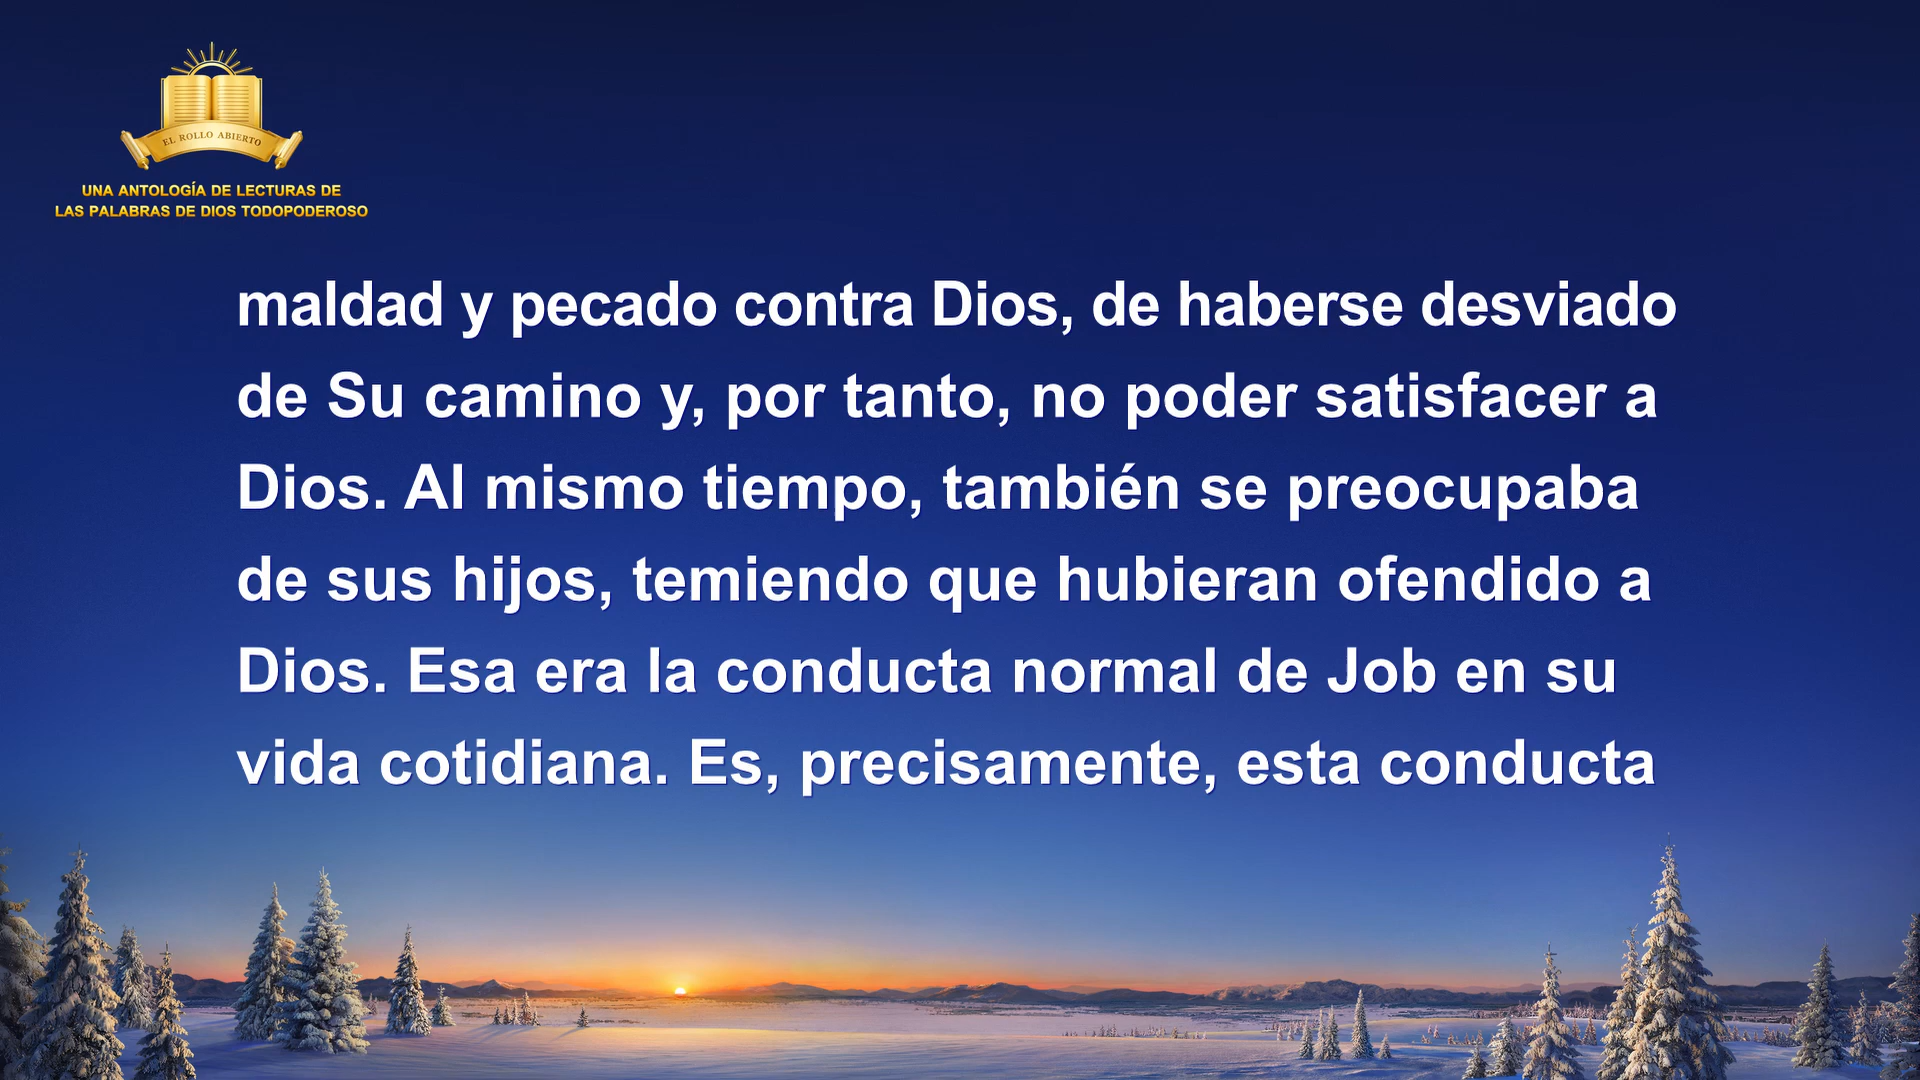 EL ROLLO ABIERTO
UNA ANTOLOGÍA DE LECTURAS DE
LAS PALABRAS DE DIOS TODOPODEROSO
maldad y pecado contra Dios, de haberse desviado
de Su camino y, por tanto, no poder satisfacer a
Dios. Al mismo tiempo, también se preocupaba
de sus hijos, temiendo que hubieran ofendido a
Dios. Esa era la conducta normal de Job en su
vida cotidiana. Es, precisamente, esta conducta